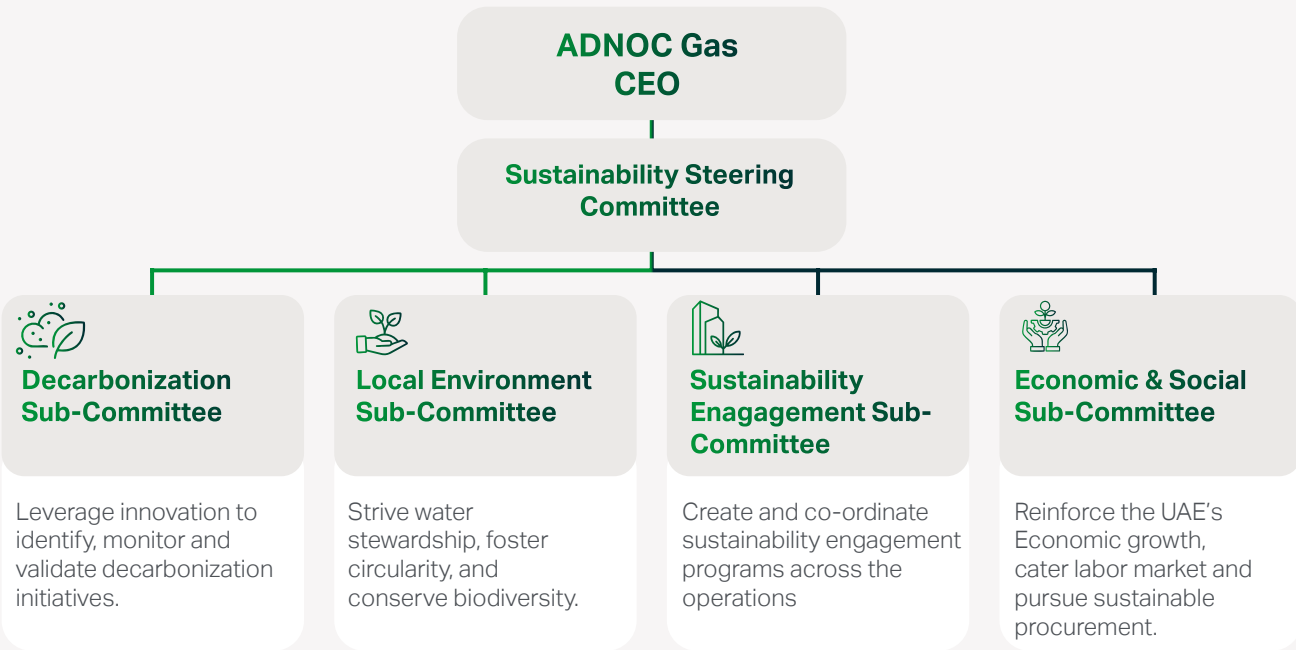 ADNOC Gas
CEO
Sustainability Steering
Committee
Decarbonization
Sub-Committee
Leverage innovation to
identify, monitor and
validate decarbonization
initiatives.
Local Environment
Sub-Committee
Strive water
stewardship, foster
circularity, and
conserve biodiversity.
Sustainability
Enagagement Sub-
Committee
Create and co-ordinate
sustainability engagement
programs across the
operations
Economic & Social
Sub-Committee
Reinforce the UAE’s
Economic growth,
cater labor market and
pursue sustainable
procurement.